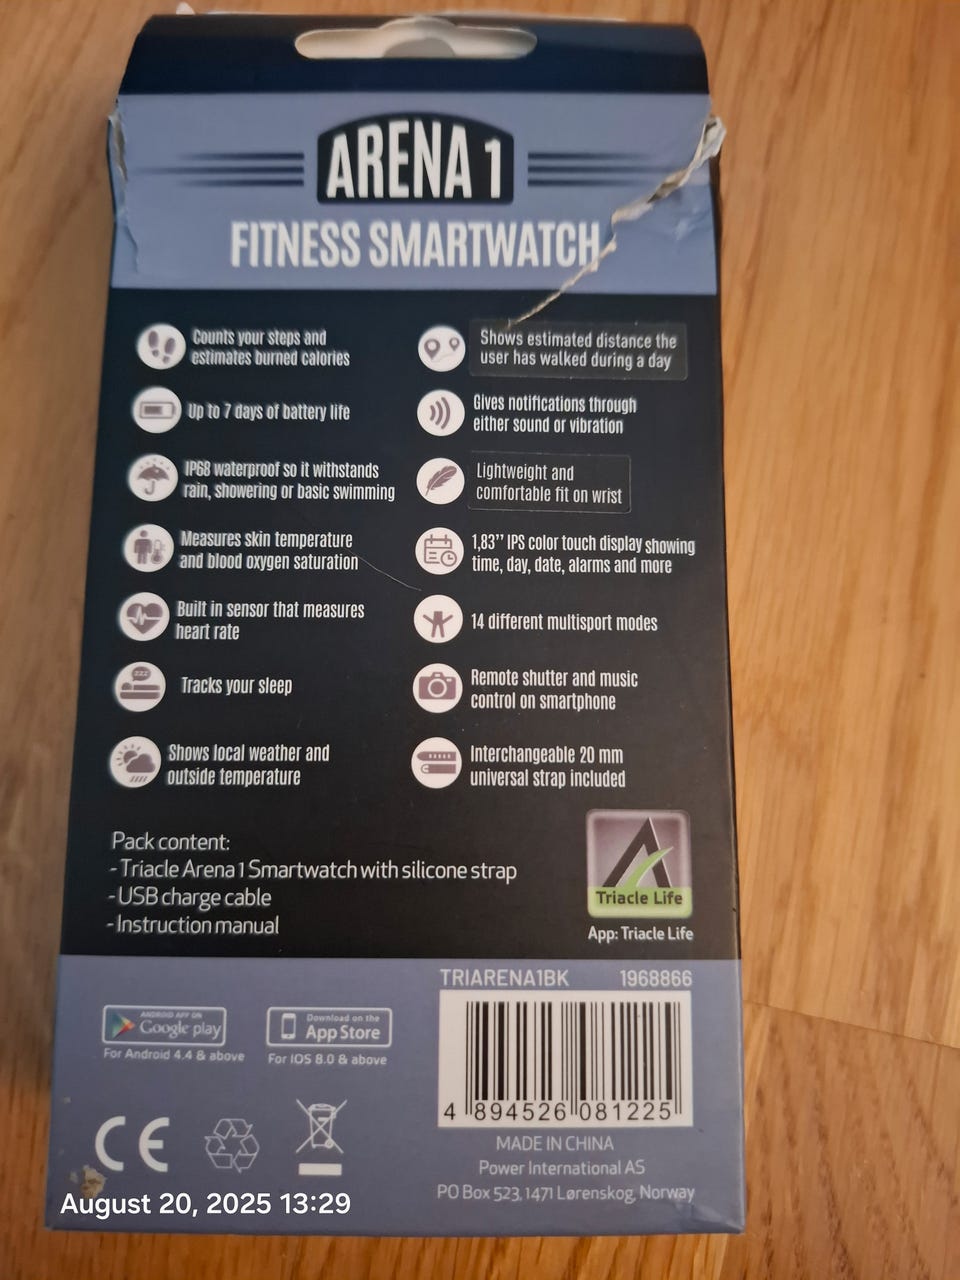 ARENA 1
FITNESS SMARTWATCH
Counts your steps and
estimates burned calories
Up to 7 days of battery life
IP68 waterproof so it withstands
rain, showering or basic swimming
Measures skin temperature
and blood oxygen saturation
Built in sensor that measures
heart rate
ZZZ
Tracks your sleep
Shows local weather and
outside temperature
Shows estimated distance the
user has walked during a day
Gives notifications through
either sound or vibration
Lightweight and
comfortable fit on wrist
1,83’’ IPS color touch display showing
time, day, date, alarms and more
14 different multisport modes
Remote shutter and music
control on smartphone
Interchangeable 20 mm
universal strap included
Pack content:
- Triacle Arena 1 Smartwatch with silicone strap
- USB charge cable
- Instruction manual
Triacle Life
App: Triacle Life
ANDROID APP ON
Google play
For Android 4.4 & above
Download on the
App Store
For IOS 8.0 & above
TRIARENA1BK 1968866
4 894526 081225
MADE IN CHINA
Power International AS
PO Box 523, 1471 Lørenskog, Norway
CE
August 20, 2025 13:29